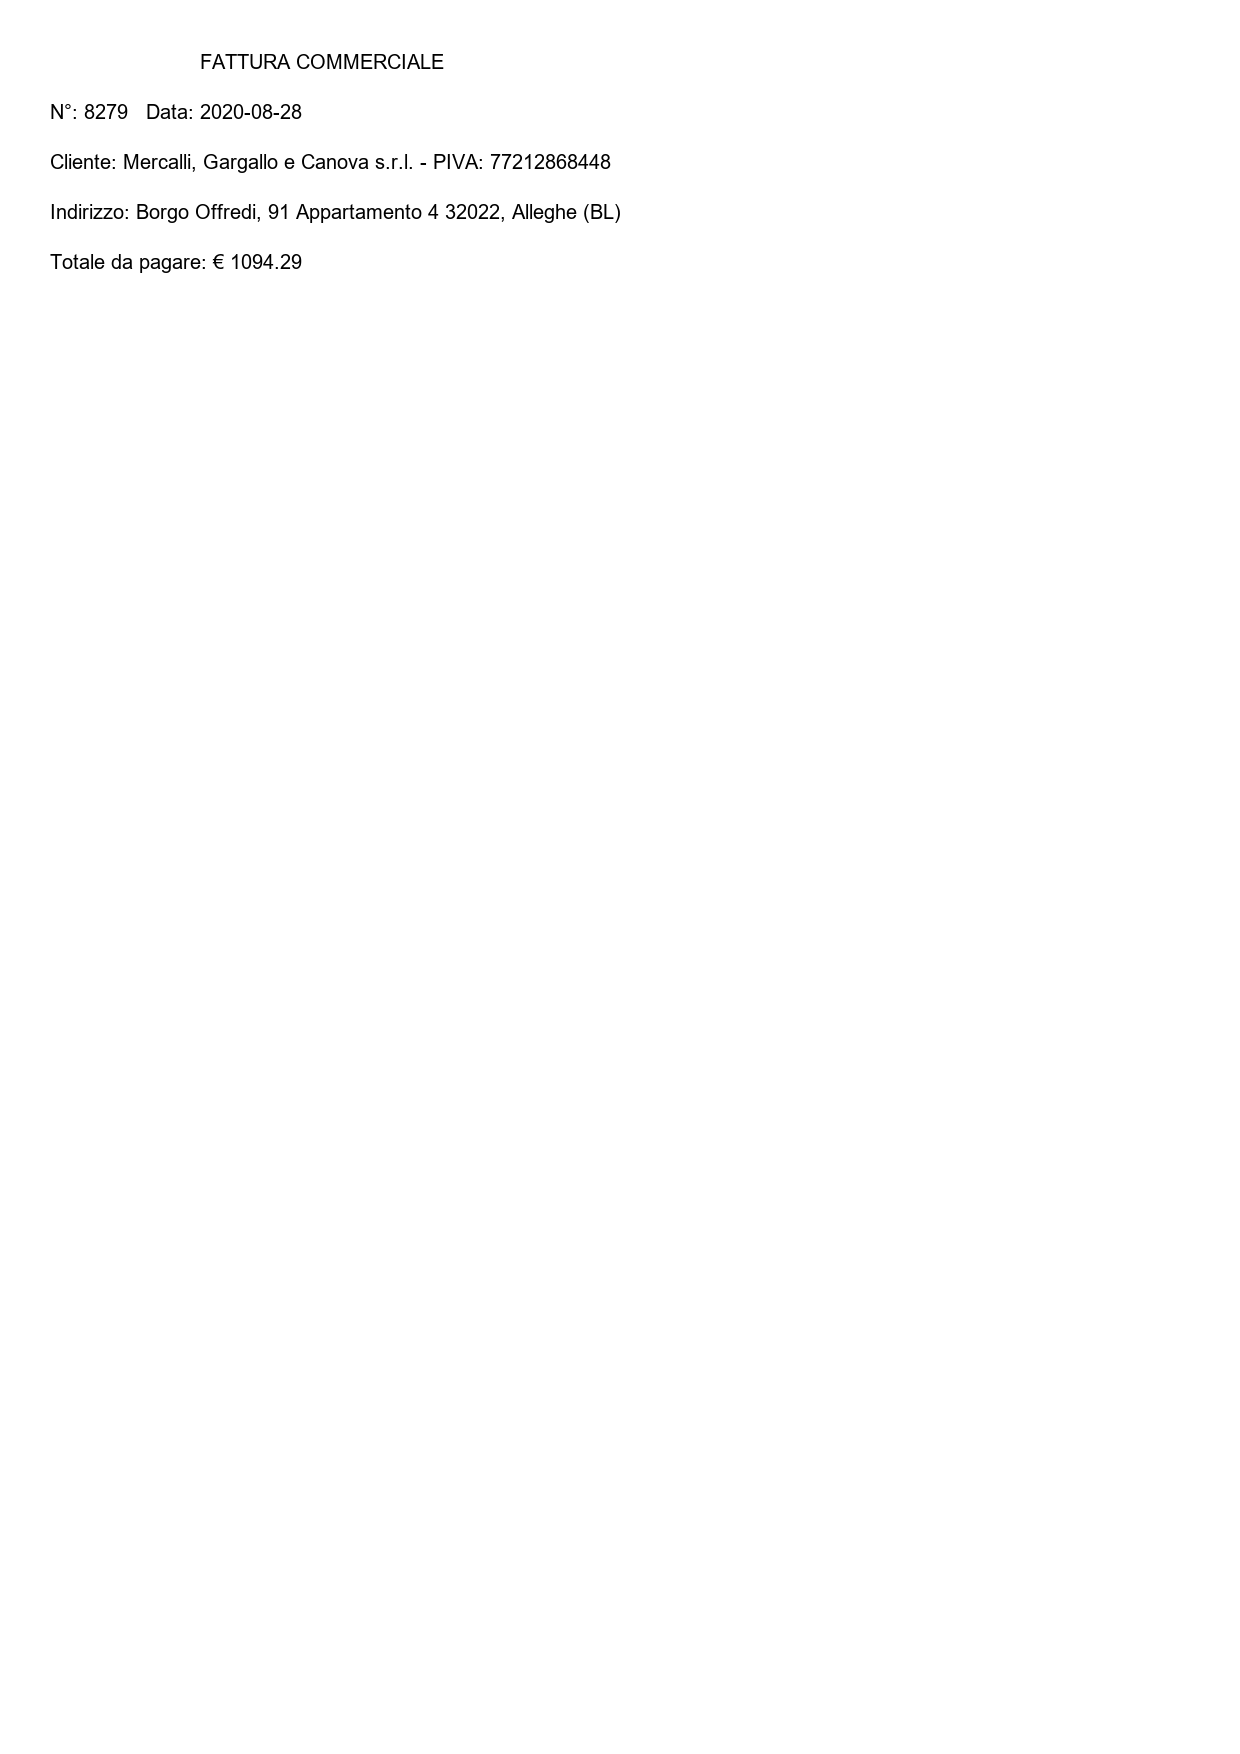 FATTURA COMMERCIALE
N°: 8279 Data: 2020-08-28
Cliente: Mercalli, Gargallo e Canova s.r.l. - PIVA: 77212868448
Indirizzo: Borgo Offredi, 91 Appartamento 4 32022, Alleghe (BL)
Totale da pagare: € 1094.29